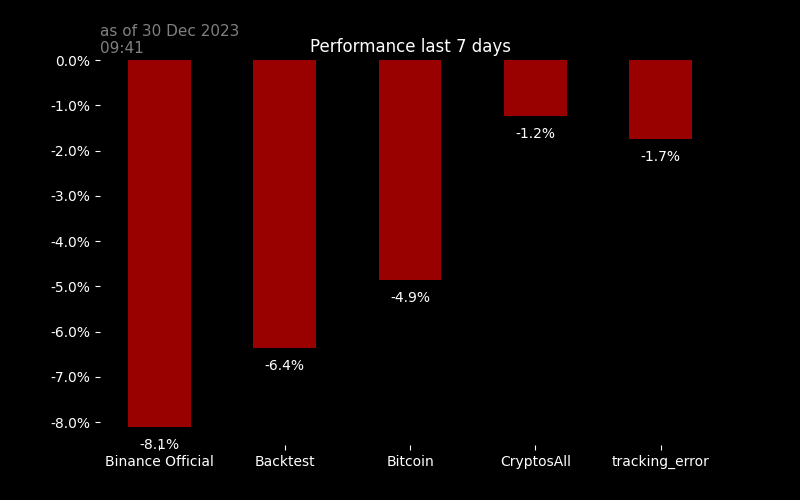 as of 30 Dec 2023
09:41
Performance last 7 days
0.0%
-1.0%
-2.0%
-3.0%
-4.0%
-5.0%
-6.0%
-7.0%
-8.0%
-8.1%
-6.4%
-4.9%
-1.2%
-1.7%
Binance Official
Backtest
Bitcoin
CryptosAll
tracking_error